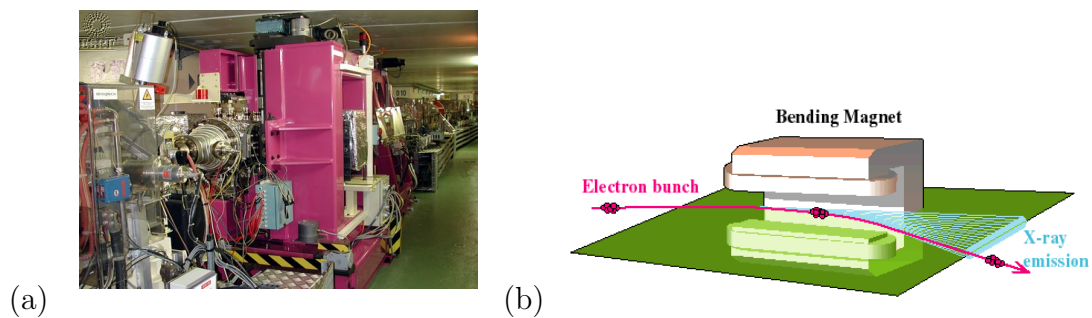 (a)
(b)
Bending Magnet
Electron bunch
X-ray
emission